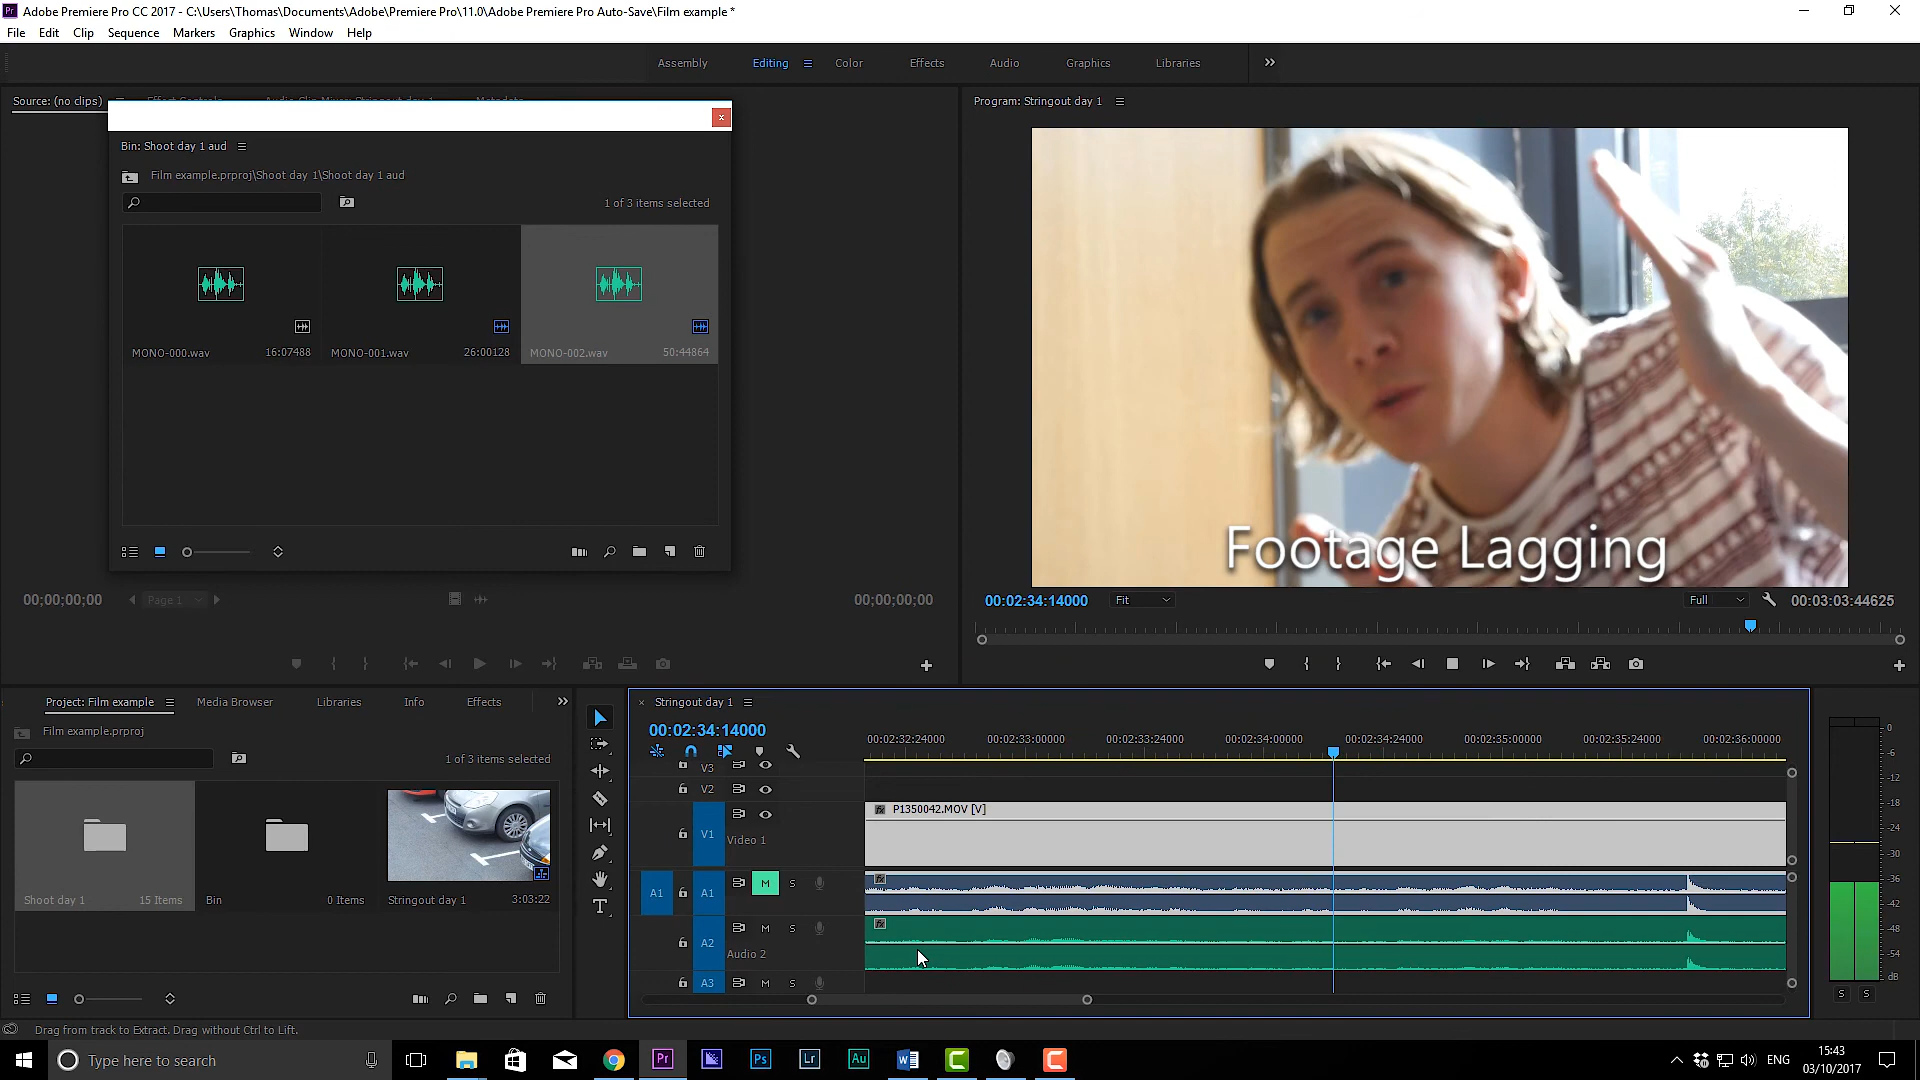 Adobe Premiere Pro CC 2017 - C:\Users\Thomas\Documents\Adobe\Premiere Pro\11.0\Adobe Premiere Pro Auto-Save\Film example *
File Edit Clip Sequence Markers Graphics Window Help
Assembly Editing Color Effects Audio Graphics Libraries
Source: (no clips) Effect Controls Audio Clip Mixer: Stringout day 1 Metadata
Program: Stringout day 1
Bin: Shoot day 1 aud
Film example.prproj\Shoot day 1\Shoot day 1 aud
1 of 3 items selected
MONO-000.wav 16:07488
MONO-001.wav 26:00128
MONO-002.wav 50:44864
Footage Lagging
00;00;00;00 Page 1 00;00;00;00
00:02:34:14000 Fit Full 00:03:03:44625
Project: Film example Media Browser Libraries Info Effects
Film example.prproj
1 of 3 items selected
Shoot day 1 15 Items
Bin 0 Items
Stringout day 1 3:03:22
Stringout day 1
00:02:34:14000
00:02:32:24000 00:02:33:00000 00:02:33:24000 00:02:34:00000 00:02:34:24000 00:02:35:00000 00:02:35:24000 00:02:36:00000
V3
V2
P1350042.MOV [V]
V1 Video 1
A1 A1 M S
A2 M S
Audio 2
A3 M S
0
-6
-12
-18
-24
-30
-36
-42
-48
-54
dB
S S
Drag from track to Extract. Drag without Ctrl to Lift.
Type here to search
Pr Ps Lr Au
ENG
15:43
03/10/2017